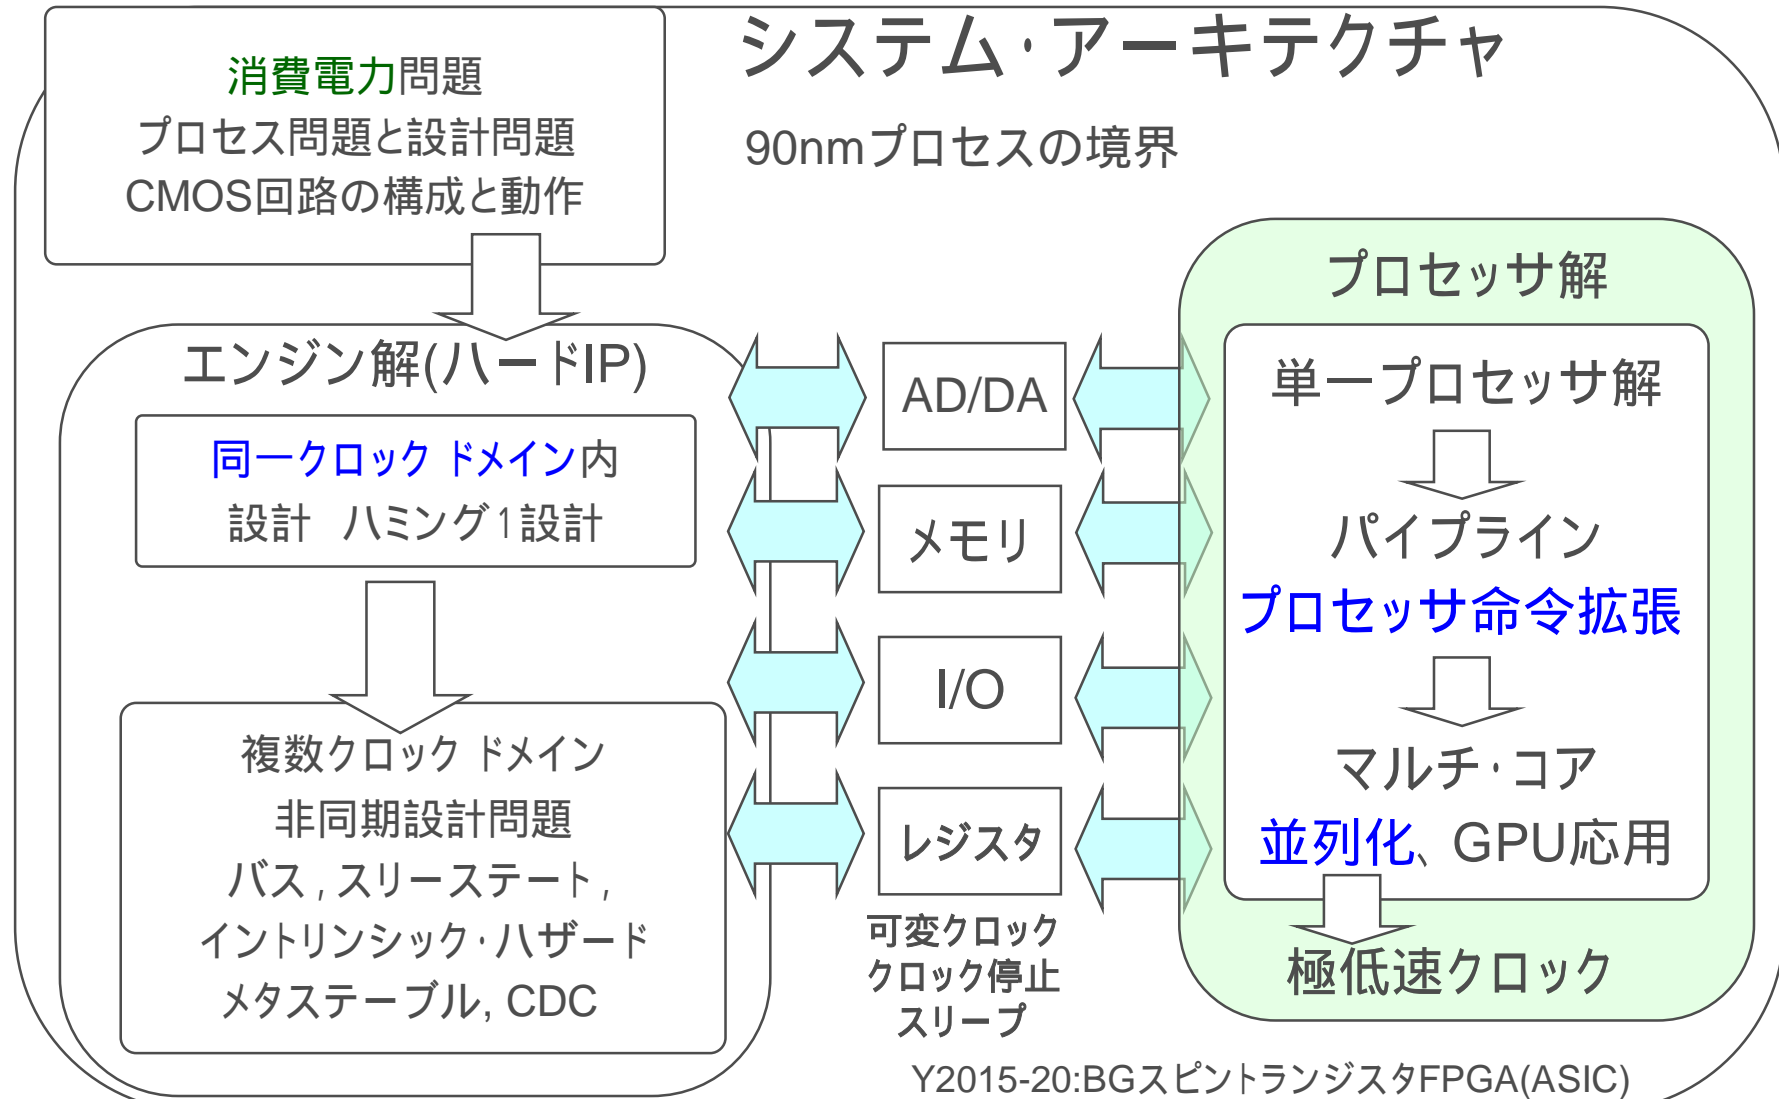 システム・アーキテクチャ
90nmプロセスの境界
消費電力問題
プロセス問題と設計問題
CMOS回路の構成と動作
エンジン解(ハードIP)
同一クロック ドメイン内
設計 ハミング1設計
複数クロック ドメイン
非同期設計問題
バス , スリーステート ,
イントリンシック・ハザード
メタステーブル, CDC
AD/DA
メモリ
I/O
レジスタ
可変クロック
クロック停止
スリープ
プロセッサ解
単一プロセッサ解
パイプライン
プロセッサ命令拡張
マルチ・コア
並列化、GPU応用
極低速クロック
Y2015-20:BGスピントランジスタFPGA(ASIC)